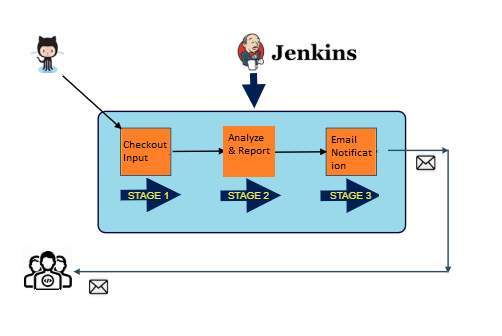 Jenkins
Checkout
Input
Analyze
& Report
Email
Notificat
ion
STAGE 1
STAGE 2
STAGE 3